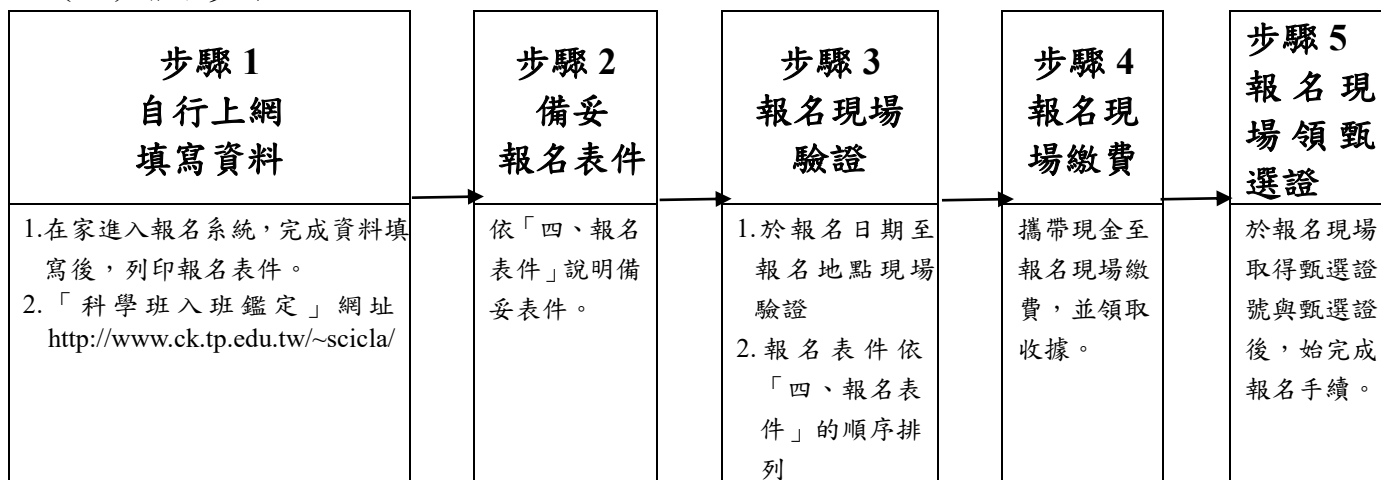 步驟 1
自行上網
填寫資料
1.在家進入報名系統，完成資料填
寫後，列印報名表件。
2.「科學班入班鑑定」網址
http://www.ck.tp.edu.tw/~scicla/
步驟 2
備妥
報名表件
依「四、報名
表件」說明備
妥表件。
步驟 3
報名現場
驗證
1.於報名日期至
報名地點現場
驗證
2.報名表件依
「四、報名表
件」的順序排
列
步驟 4
報名現
場繳費
攜帶現金至
報名現場繳
費，並領取
收據。
步驟 5
報名現
場領甄
選證
於報名現場
取得甄選證
號與甄選證
後，始完成
報名手續。